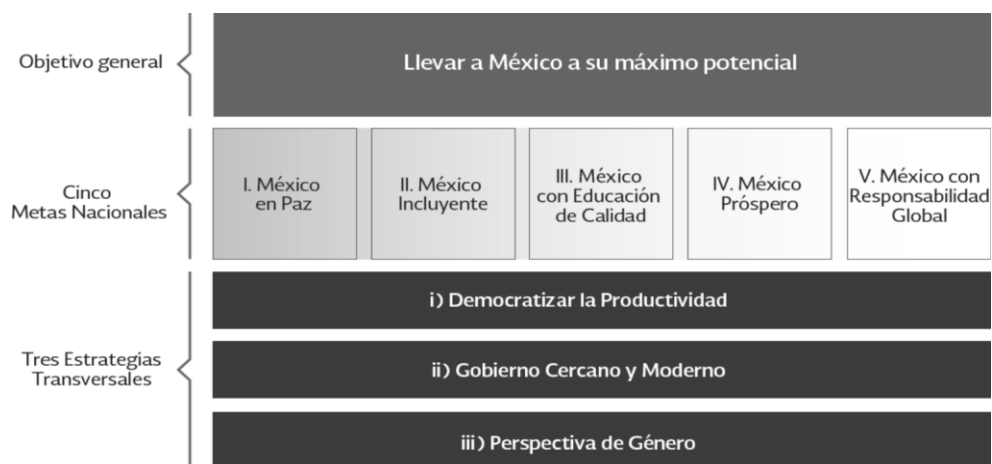 Objetivo general
Llevar a México a su máximo potencial
Cinco
Metas Nacionales
I. México
en Paz
II. México
Incluyente
III. México
con Educación
de Calidad
IV. México
Próspero
V. México con
Responsabilidad
Global
Tres Estrategias
Transversales
i) Democratizar la Productividad
ii) Gobierno Cercano y Moderno
iii) Perspectiva de Género